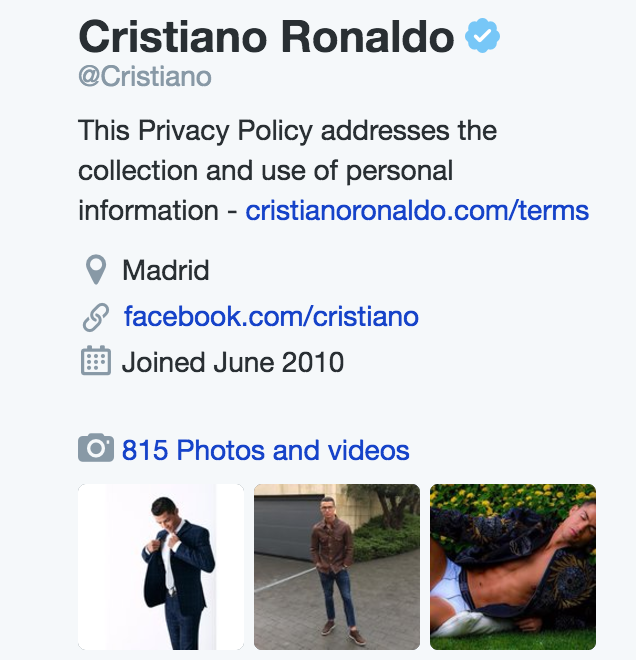 Cristiano Ronaldo
@Cristiano
This Privacy Policy addresses the
collection and use of personal
information - cristianoronaldo.com/terms
Madrid
facebook.com/cristiano
Joined June 2010
815 Photos and videos